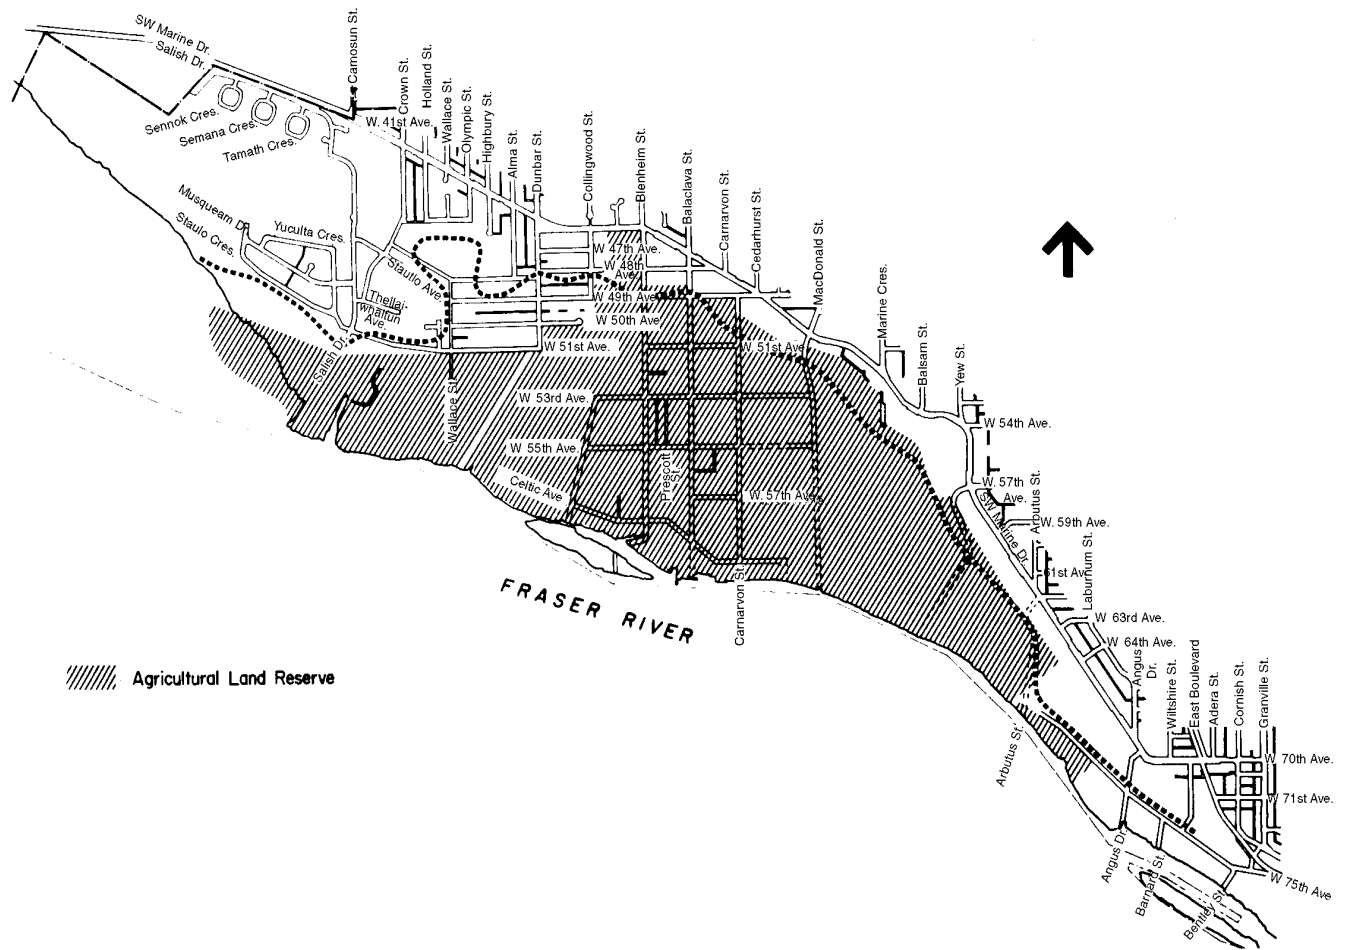 SW Marine Dr.
Salish Dr.
Camosun St.
Crown St.
Holland St.
Wallace St.
Olympic St.
Highbury St.
Alma St.
Dunbar St.
Collingwood St.
Blenheim St.
Balaclava St.
Carnarvon St.
Cedarhurst St.
MacDonald St.
Marine Cres.
Balsam St.
Yew St.
Sennok Cres.
Semana Cres.
Tamath Cres.
W. 41st Ave.
Musqueam Dr.
Staulo Cres.
Yuculta Cres.
Stautlo Ave.
Thellai-
whaltun
Ave.
Salish Dr.
W 47th Ave.
W 48th
Ave.
W 49th Ave.
W 50th Ave.
W 51st Ave.
W 51st Ave.
W 53rd Ave.
W 55th Ave.
Wallace St.
Celtic Ave
Prescott
St.
W. 57th Ave.
Carnarvon St.
W 54th Ave.
W. 57th
Ave.
Arbutus St.
SW Marine Dr.
W 59th Ave.
61st Ave.
Laburnum St.
W 63rd Ave.
W 64th Ave.
Angus
Dr.
Wiltshire St.
East Boulevard
Adera St.
Cornish St.
Granville St.
FRASER RIVER
Agricultural Land Reserve
Arbutus St.
W 70th Ave.
W 71st Ave.
W 75th Ave
Angus Dr.
Barnard St.
Bentley St.